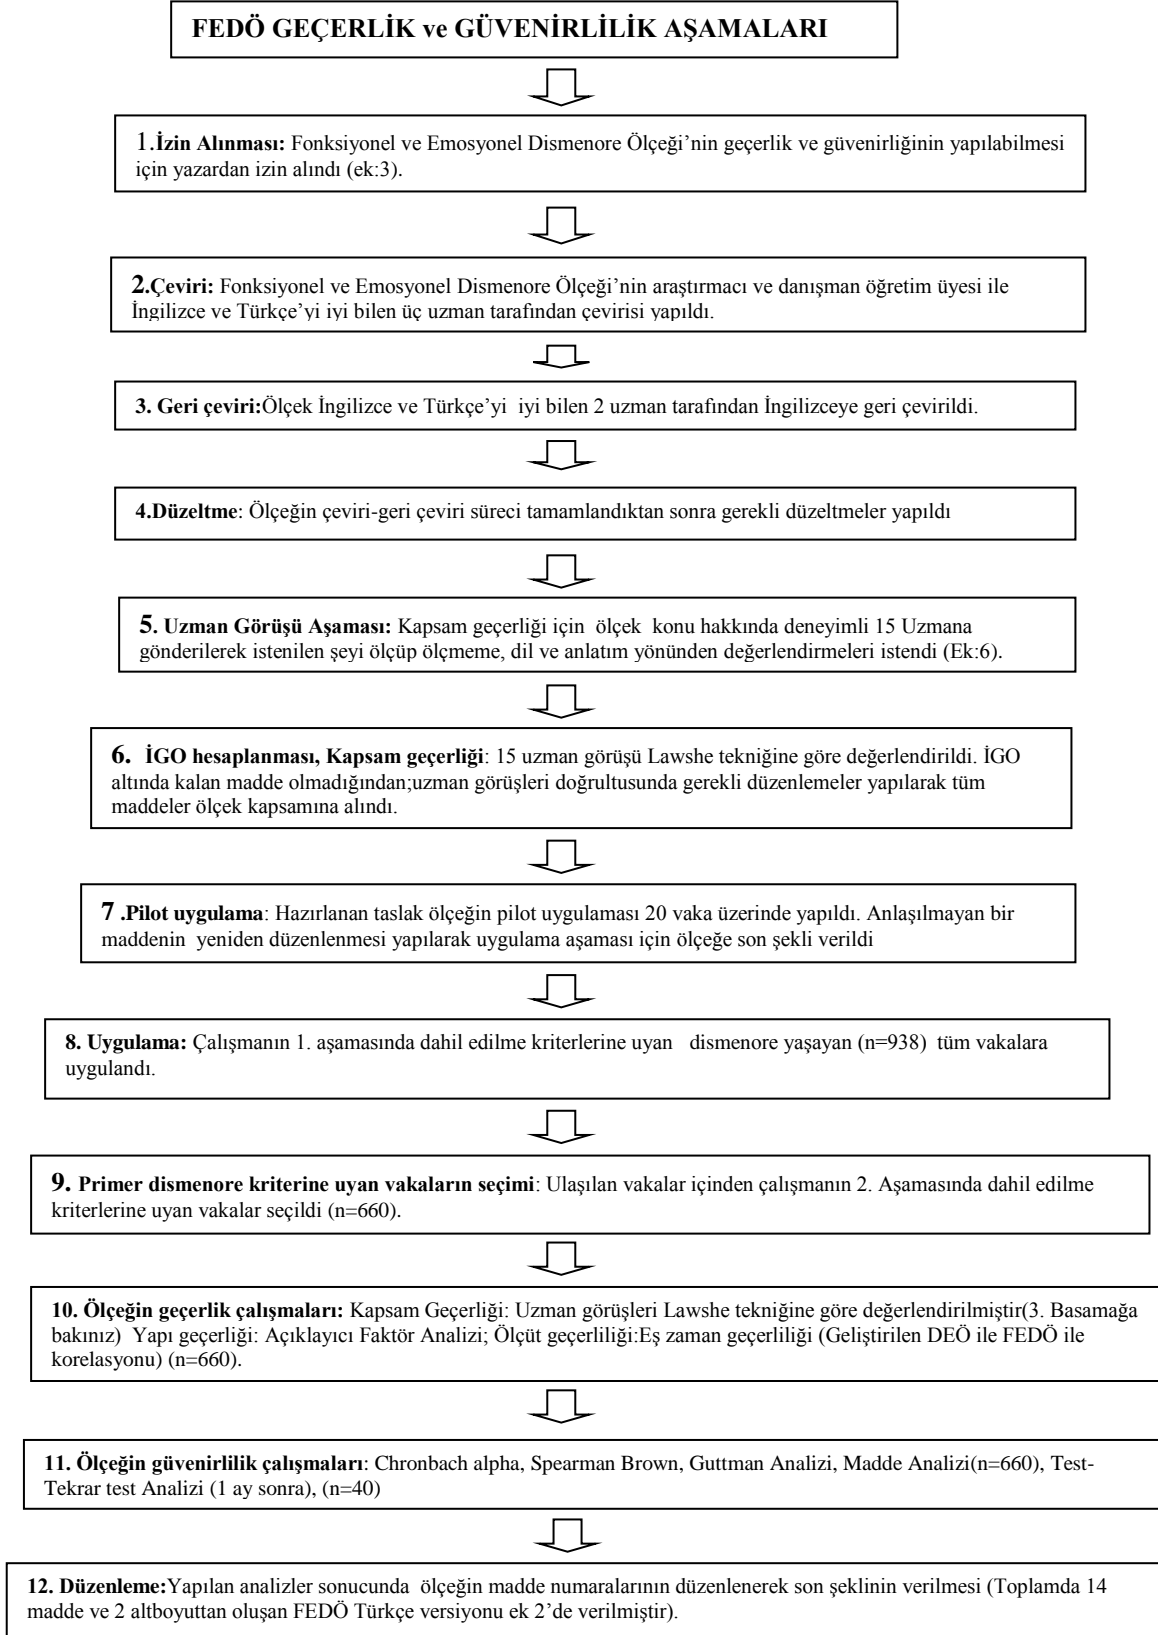 FEDÖ GEÇERLİK ve GÜVENİRLİLİK AŞAMALARI
1.İzin Alınması: Fonksiyonel ve Emosyonel Dismenore Ölçeği’nin geçerlik ve güvenirliğinin yapılabilmesi
için yazardan izin alındı (ek:3).
2.Çeviri: Fonksiyonel ve Emosyonel Dismenore Ölçeği’nin araştırmacı ve danışman öğretim üyesi ile
İngilizce ve Türkçe’yi iyi bilen üç uzman tarafından çevirisi yapıldı.
3. Geri çeviri:Ölçek İngilizce ve Türkçe’yi iyi bilen 2 uzman tarafından İngilizceye geri çevirildi.
4.Düzeltme: Ölçeğin çeviri-geri çeviri süreci tamamlandıktan sonra gerekli düzeltmeler yapıldı
5. Uzman Görüşü Aşaması: Kapsam geçerliği için ölçek konu hakkında deneyimli 15 Uzmana
gönderilerek istenilen şeyi ölçüp ölçmeme, dil ve anlatım yönünden değerlendirmeleri istendi (Ek:6).
6. İGO hesaplanması, Kapsam geçerliği: 15 uzman görüşü Lawshe tekniğine göre değerlendirildi. İGO
altında kalan madde olmadığından;uzman görüşleri doğrultusunda gerekli düzenlemeler yapılarak tüm
maddeler ölçek kapsamına alındı.
7 .Pilot uygulama: Hazırlanan taslak ölçeğin pilot uygulaması 20 vaka üzerinde yapıldı. Anlaşılmayan bir
maddenin yeniden düzenlenmesi yapılarak uygulama aşaması için ölçeğe son şekli verildi
8. Uygulama: Çalışmanın 1. aşamasında dahil edilme kriterlerine uyan dismenore yaşayan (n=938) tüm vakalara
uygulandı.
9. Primer dismenore kriterine uyan vakaların seçimi: Ulaşılan vakalar içinden çalışmanın 2. Aşamasında dahil edilme
kriterlerine uyan vakalar seçildi (n=660).
10. Ölçeğin geçerlik çalışmaları: Kapsam Geçerliği: Uzman görüşleri Lawshe tekniğine göre değerlendirilmiştir(3. Basamağa
bakınız) Yapı geçerliği: Açıklayıcı Faktör Analizi; Ölçüt geçerliliği:Eş zaman geçerliliği (Geliştirilen DEÖ ile FEDÖ ile
korelasyonu) (n=660).
11. Ölçeğin güvenirlilik çalışmaları: Chronbach alpha, Spearman Brown, Guttman Analizi, Madde Analizi(n=660), Test-
Tekrar test Analizi (1 ay sonra), (n=40)
12. Düzenleme:Yapılan analizler sonucunda ölçeğin madde numaralarının düzenlenerek son şeklinin verilmesi (Toplamda 14
madde ve 2 altboyuttan oluşan FEDÖ Türkçe versiyonu ek 2’de verilmiştir).